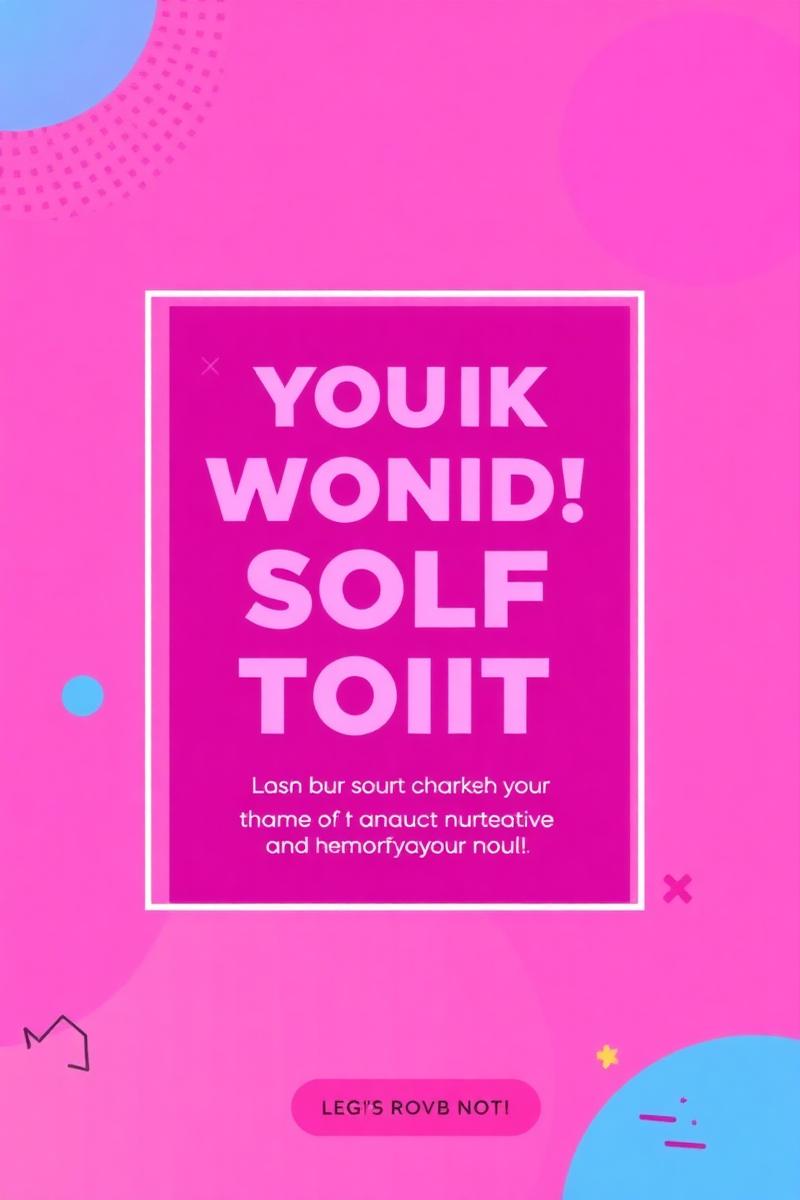 YOUIK
WONID!
SOLF
TOIIT
Lasn bur sourt charkeh your
thame of t anauct nurteative
and hemorfyayour noul!.
LEGI'S ROVB NOT!